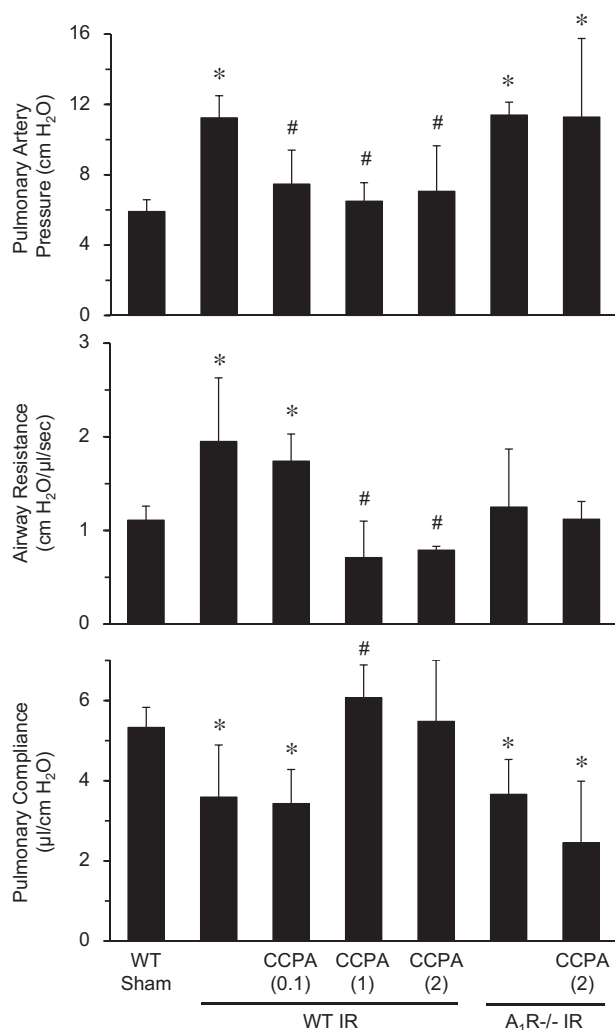 16
12
8
4
0
Pulmonary Artery
Pressure (cm H₂O)
*
#
#
#
*
*
3
2
1
0
Airway Resistance
(cm H₂O/µl/sec)
*
*
#
#
6
4
2
0
Pulmonary Compliance
(µl/cm H₂O)
*
*
#
*
*
WT
Sham
CCPA
(0.1)
CCPA
(1)
CCPA
(2)
CCPA
(2)
WT IR
A₁R-/- IR